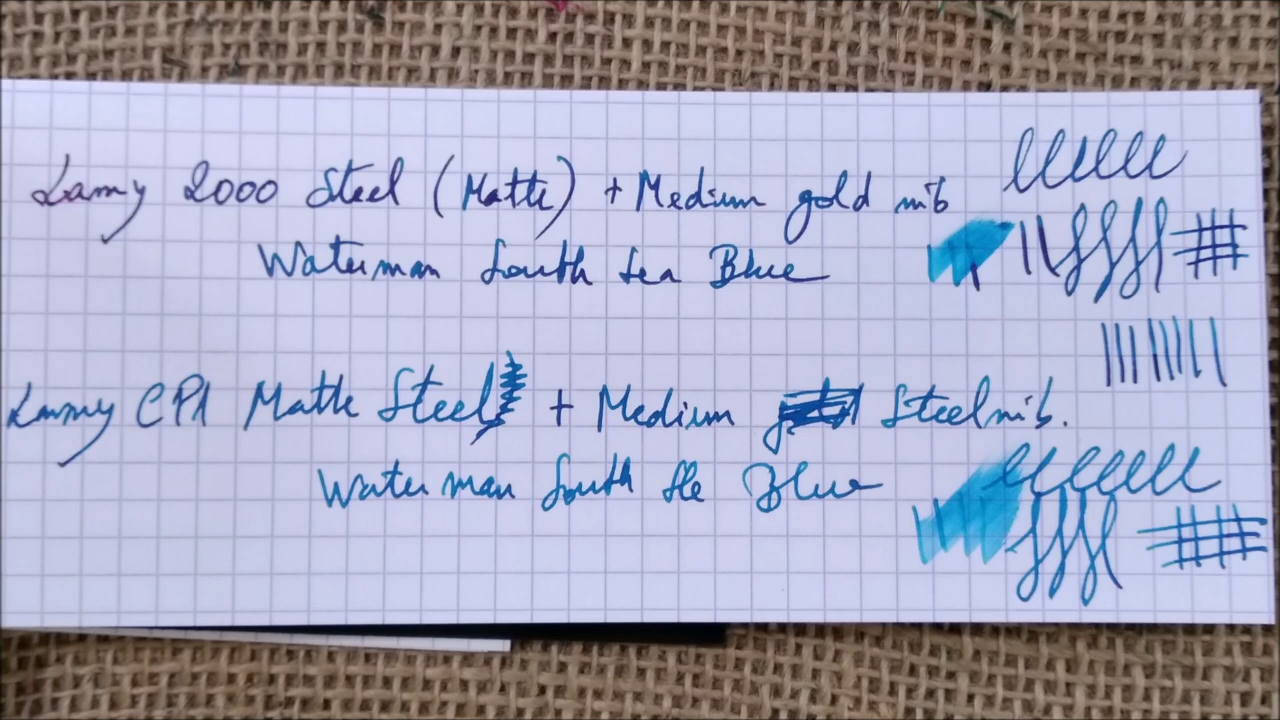 Lamy 2000 Steel (Matte) + Medium gold nib
Waterman South Sea Blue
Lamy CP1 Matte Steel + Medium Steel nib.
Waterman South Se Blue